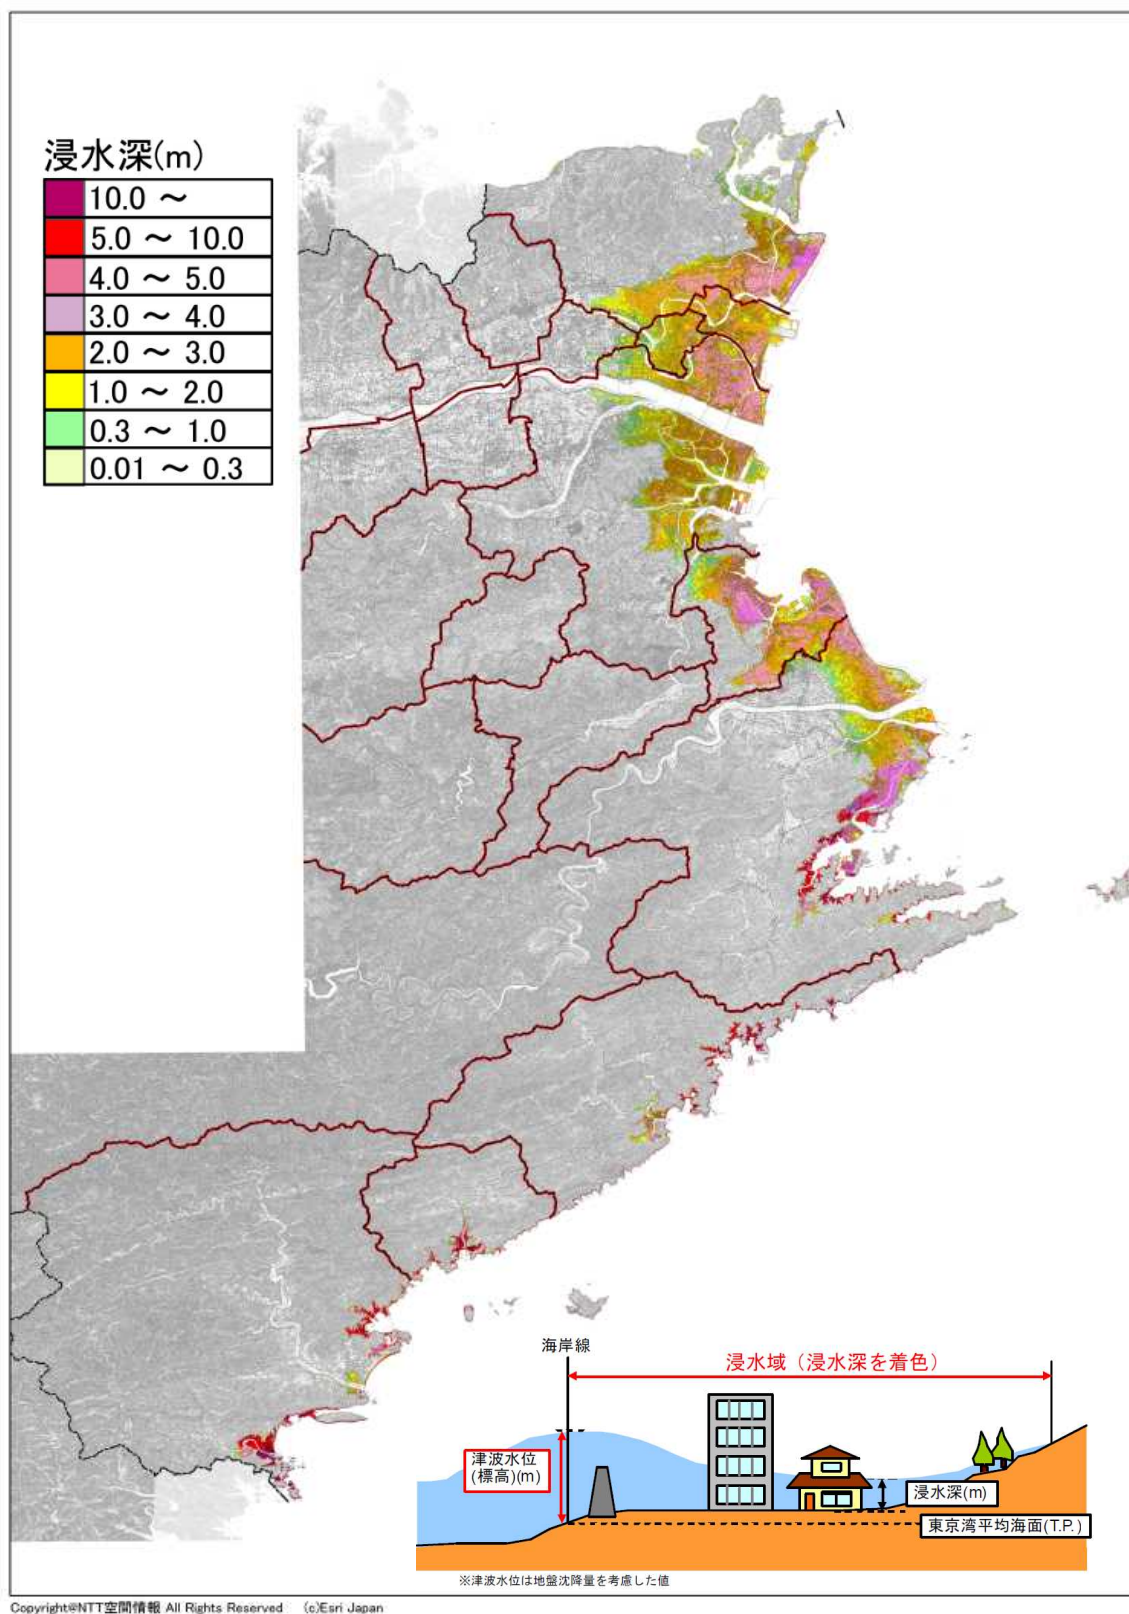 浸水深(m)
10.0 ～
5.0 ～ 10.0
4.0 ～ 5.0
3.0 ～ 4.0
2.0 ～ 3.0
1.0 ～ 2.0
0.3 ～ 1.0
0.01 ～ 0.3
海岸線
浸水域（浸水深を着色）
津波水位
(標高)(m)
浸水深(m)
東京湾平均海面(T.P.)
※津波水位は地盤沈降量を考慮した値
Copyright©NTT空間情報 All Rights Reserved (c)Esri Japan